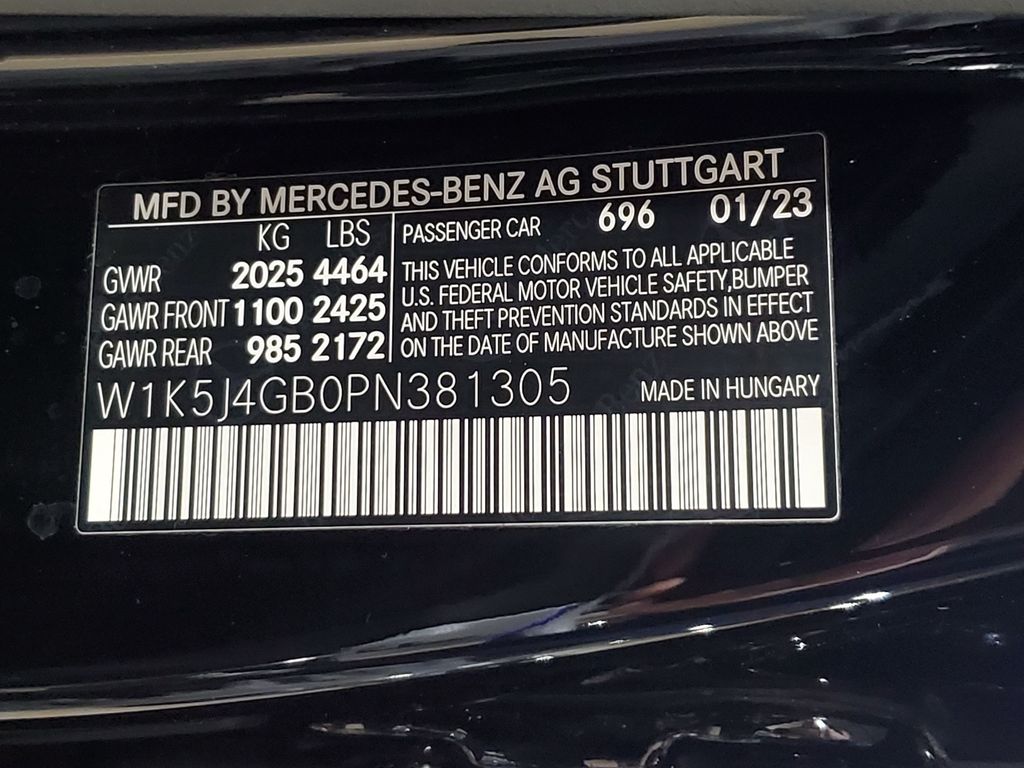 MFD BY MERCEDES-BENZ AG STUTTGART
KG LBS
GVWR 2025 4464
GAWR FRONT 1100 2425
GAWR REAR 985 2172
PASSENGER CAR 696 01/23
THIS VEHICLE CONFORMS TO ALL APPLICABLE
U.S. FEDERAL MOTOR VEHICLE SAFETY,BUMPER
AND THEFT PREVENTION STANDARDS IN EFFECT
ON THE DATE OF MANUFACTURE SHOWN ABOVE
W1K5J4GB0PN381305
MADE IN HUNGARY